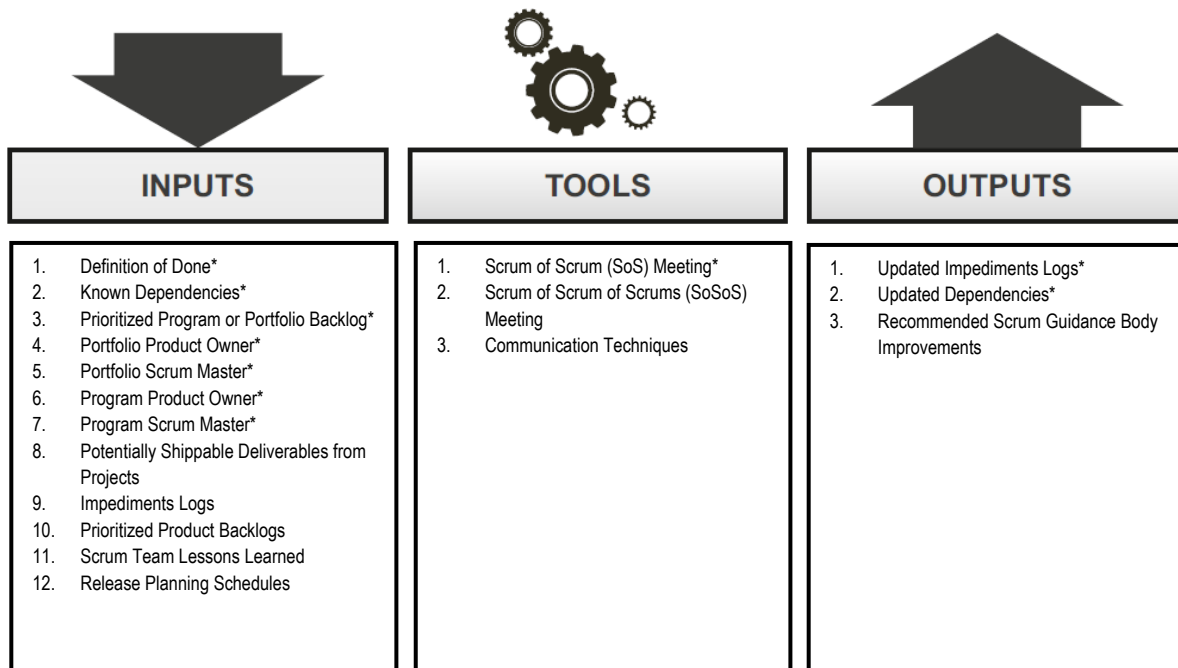 INPUTS
1. Definition of Done*
2. Known Dependencies*
3. Prioritized Program or Portfolio Backlog*
4. Portfolio Product Owner*
5. Portfolio Scrum Master*
6. Program Product Owner*
7. Program Scrum Master*
8. Potentially Shippable Deliverables from
Projects
9. Impediments Logs
10. Prioritized Product Backlogs
11. Scrum Team Lessons Learned
12. Release Planning Schedules
TOOLS
1. Scrum of Scrum (SoS) Meeting*
2. Scrum of Scrum of Scrums (SoSoS)
Meeting
3. Communication Techniques
OUTPUTS
1. Updated Impediments Logs*
2. Updated Dependencies*
3. Recommended Scrum Guidance Body
Improvements